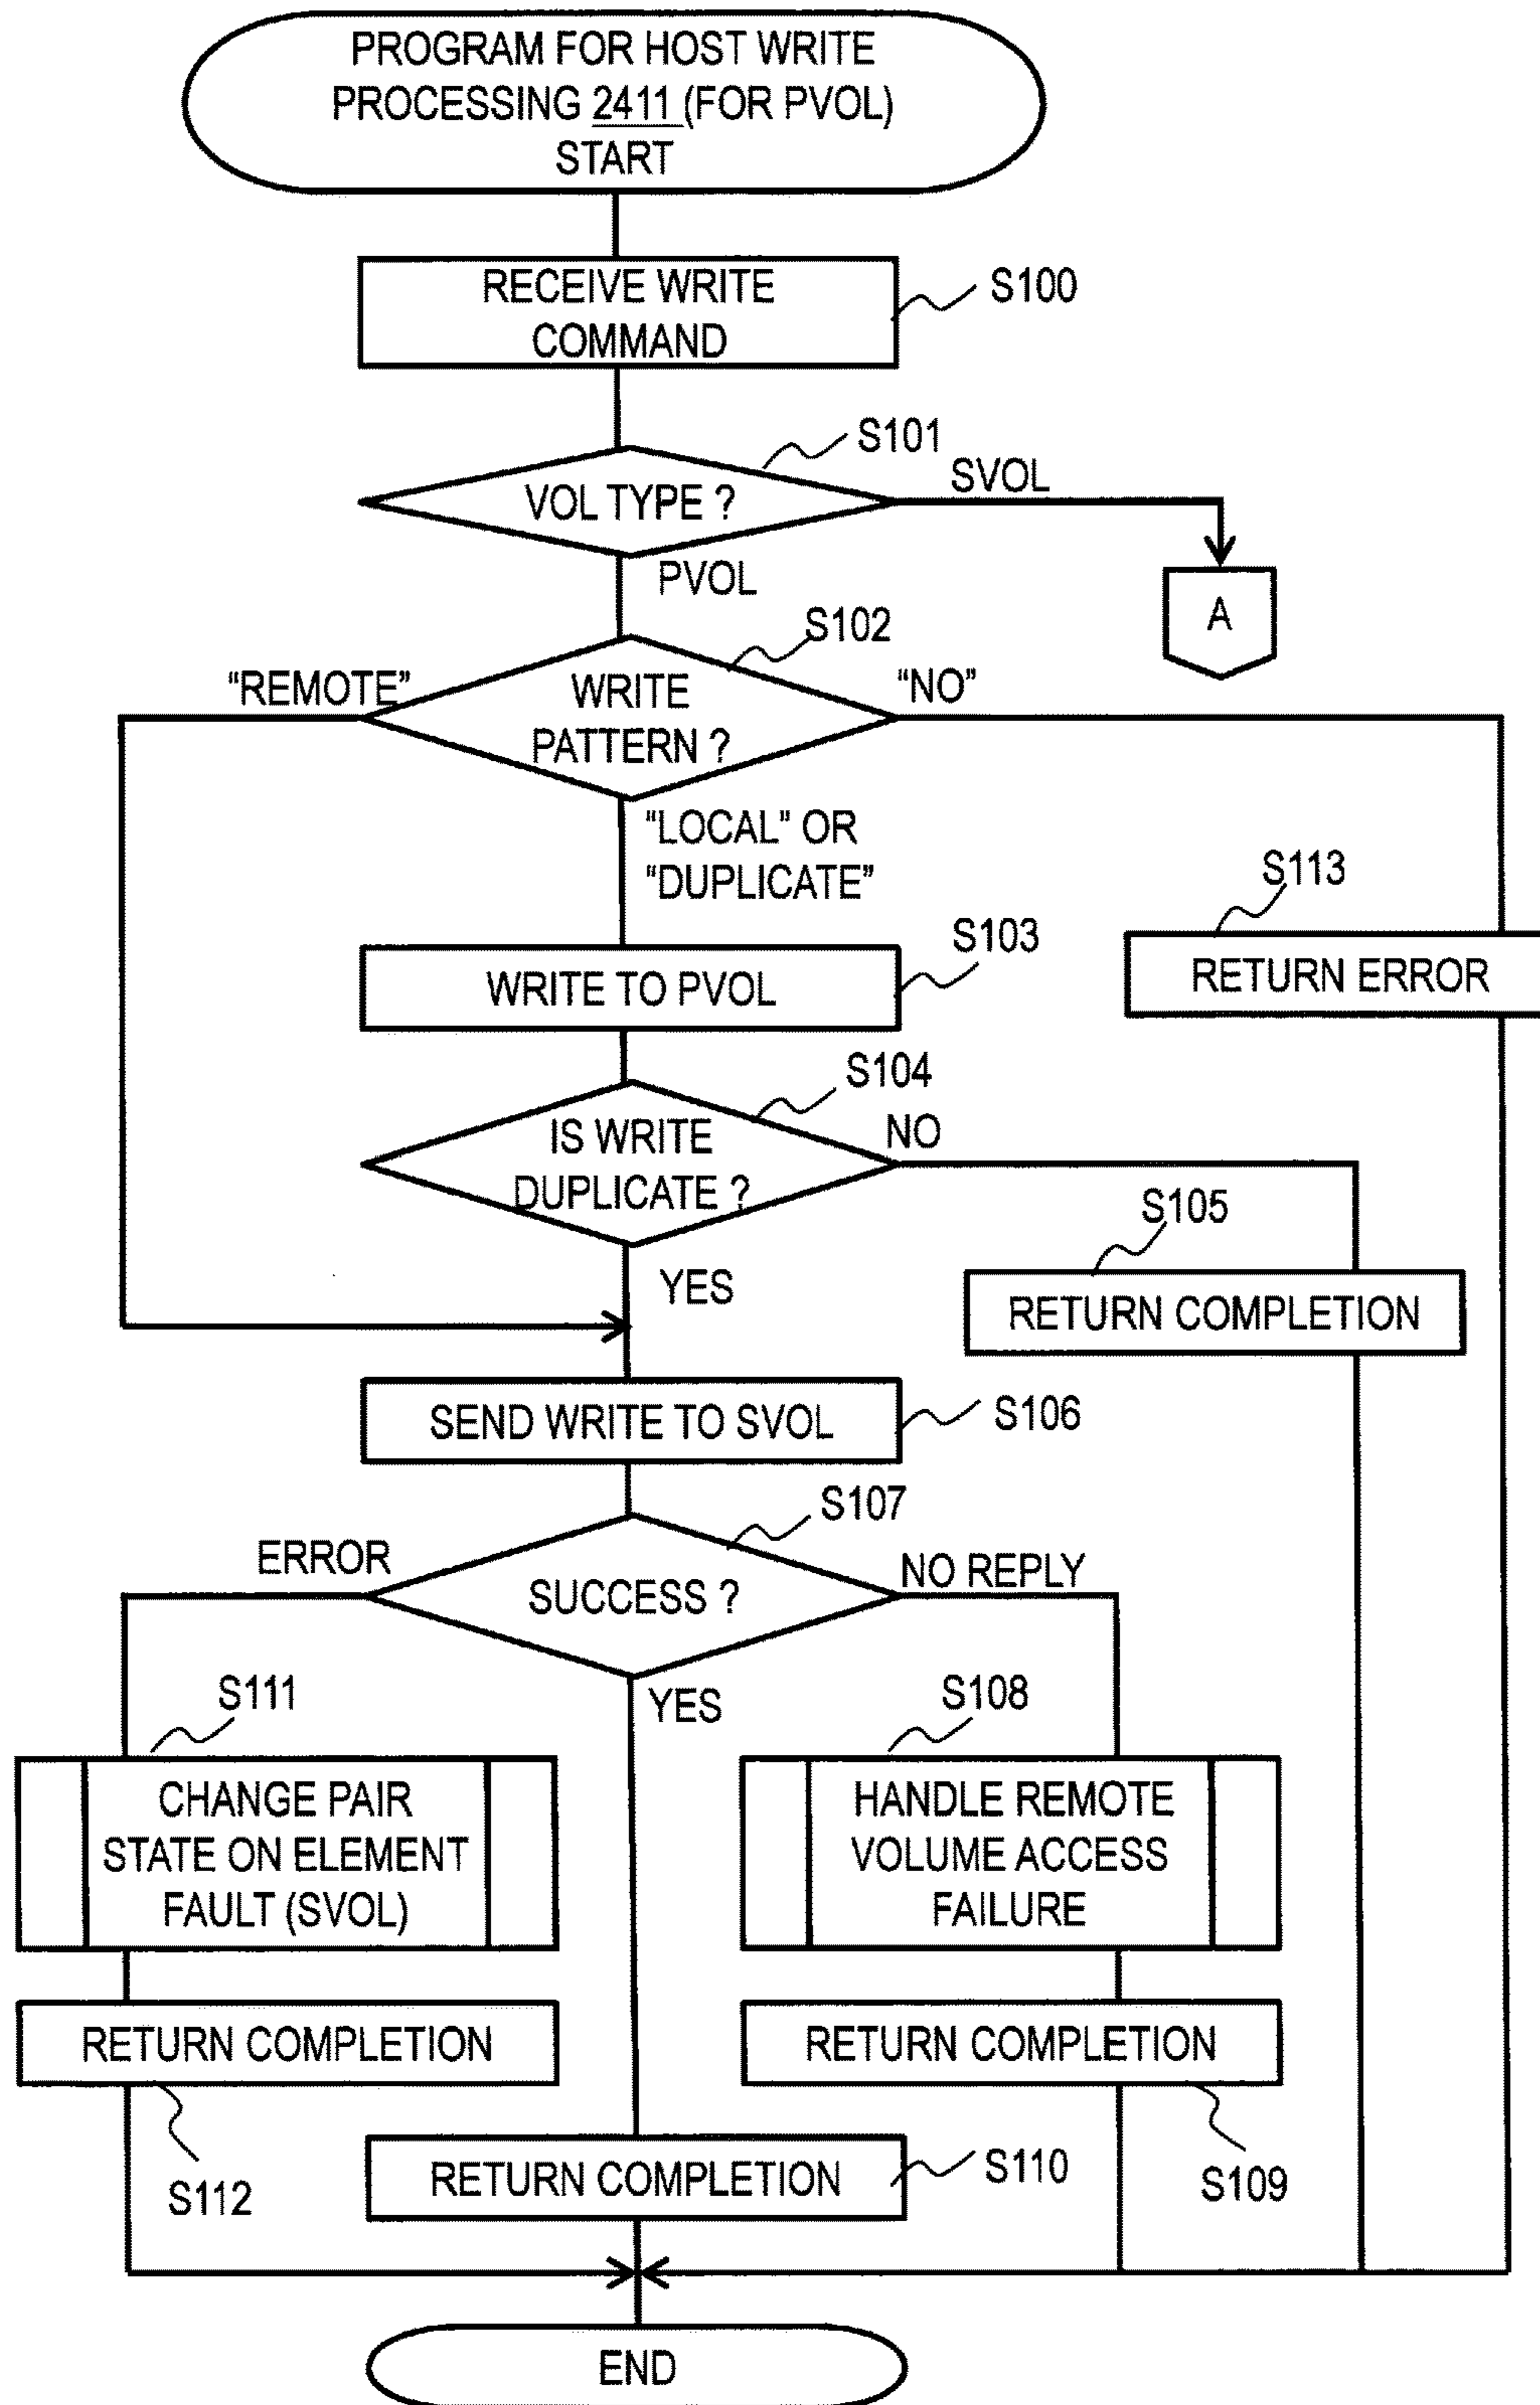 PROGRAM FOR HOST WRITE
PROCESSING 2411 (FOR PVOL)
START
RECEIVE WRITE
COMMAND
S100
S101
VOL TYPE ?
SVOL
PVOL
A
S102
"REMOTE"
WRITE
PATTERN ?
"NO"
"LOCAL" OR
"DUPLICATE"
S113
RETURN ERROR
S103
WRITE TO PVOL
S104
IS WRITE
DUPLICATE ?
NO
YES
S105
RETURN COMPLETION
SEND WRITE TO SVOL
S106
S107
ERROR
SUCCESS ?
NO REPLY
YES
S111
CHANGE PAIR
STATE ON ELEMENT
FAULT (SVOL)
S108
HANDLE REMOTE
VOLUME ACCESS
FAILURE
RETURN COMPLETION
S112
RETURN COMPLETION
S109
RETURN COMPLETION
S110
END